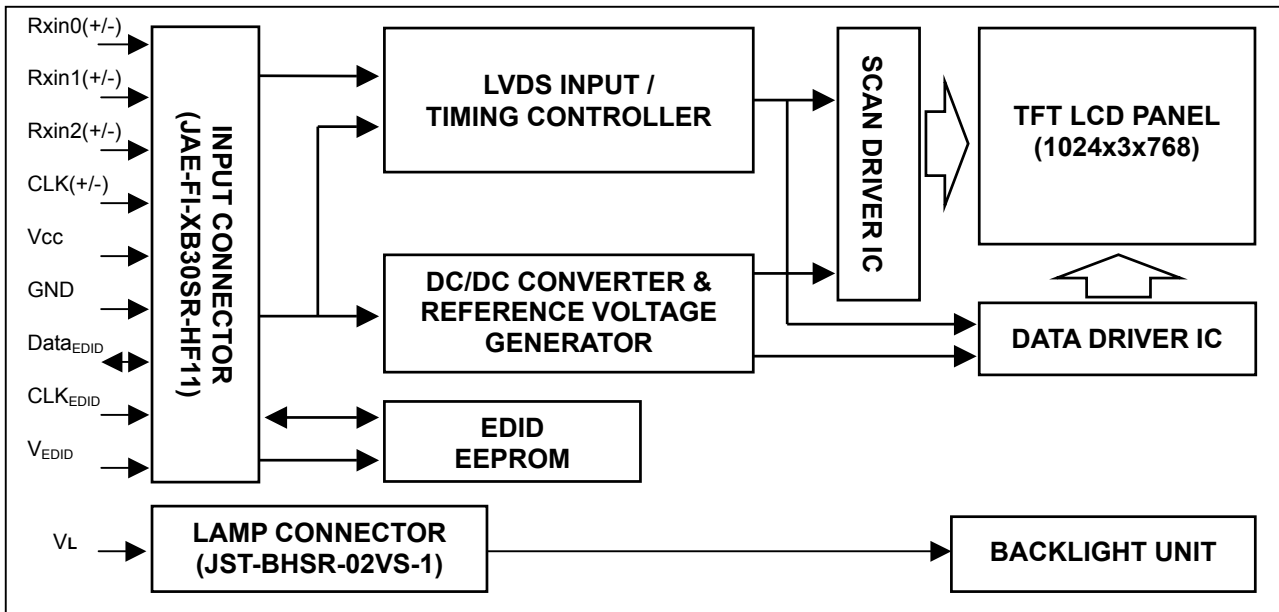 Rxin0(+/-)
Rxin1(+/-)
Rxin2(+/-)
CLK(+/-)
Vcc
GND
DataEDID
CLKEDID
VEDID
VL
INPUT CONNECTOR
(JAE-FI-XB30SR-HF11)
LVDS INPUT /
TIMING CONTROLLER
DC/DC CONVERTER &
REFERENCE VOLTAGE
GENERATOR
EDID
EEPROM
SCAN DRIVER IC
TFT LCD PANEL
(1024x3x768)
DATA DRIVER IC
LAMP CONNECTOR
(JST-BHSR-02VS-1)
BACKLIGHT UNIT